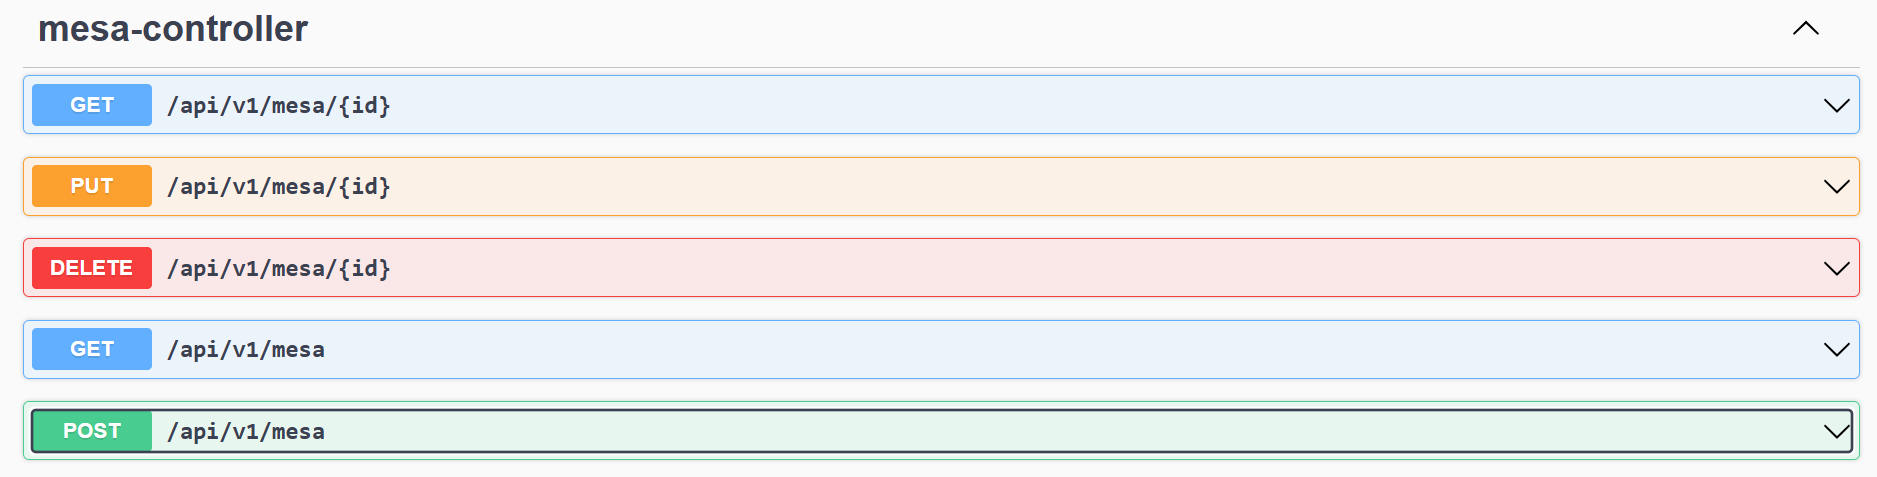 mesa-controller
GET /api/v1/mesa/{id}
PUT /api/v1/mesa/{id}
DELETE /api/v1/mesa/{id}
GET /api/v1/mesa
POST /api/v1/mesa